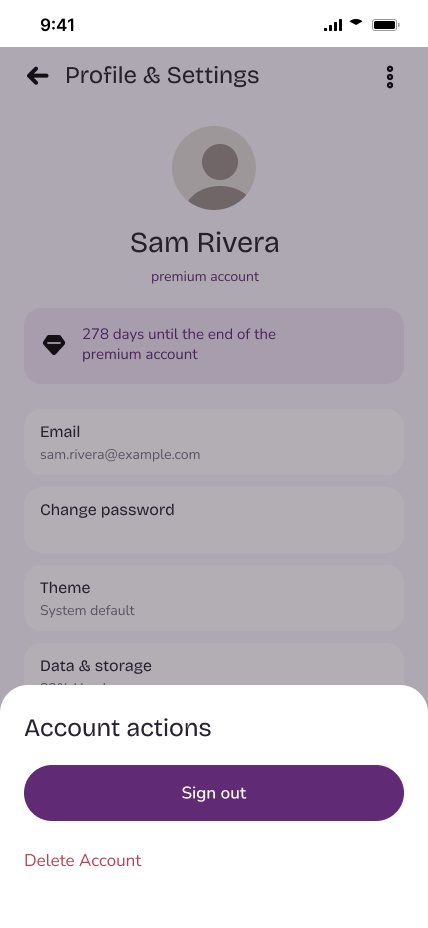 9:41
Profile & Settings
Sam Rivera
premium account
278 days until the end of the
premium account
Email
sam.rivera@example.com
Change password
Theme
System default
Data & storage
Account actions
Sign out
Delete Account